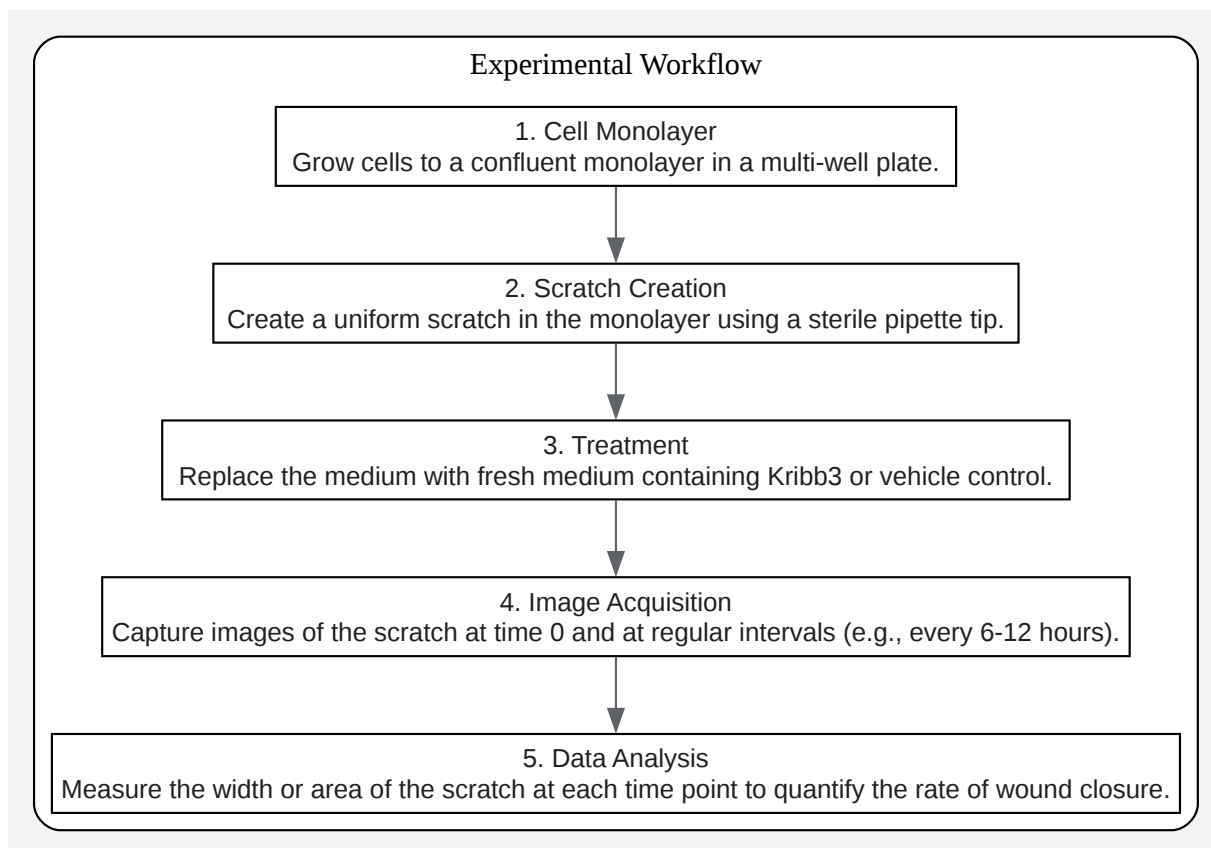 Experimental Workflow
1. Cell Monolayer
Grow cells to a confluent monolayer in a multi-well plate.
2. Scratch Creation
Create a uniform scratch in the monolayer using a sterile pipette tip.
3. Treatment
Replace the medium with fresh medium containing Kribb3 or vehicle control.
4. Image Acquisition
Capture images of the scratch at time 0 and at regular intervals (e.g., every 6-12 hours).
5. Data Analysis
Measure the width or area of the scratch at each time point to quantify the rate of wound closure.